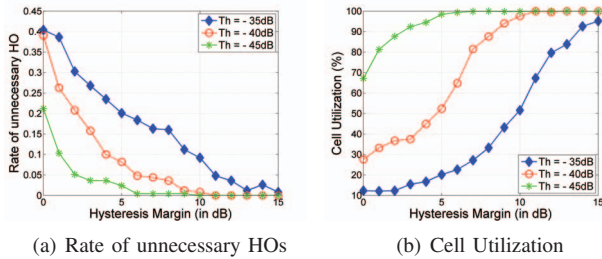 Rate of unnecessary HO
0.45
0.4
0.35
0.3
0.25
0.2
0.15
0.1
0.05
0
0
5
10
15
Hysteresis Margin (in dB)
Th = - 35dB
Th = - 40dB
Th = - 45dB
(a) Rate of unnecessary HOs
Cell Utilization (%)
100
90
80
70
60
50
40
30
20
10
0
5
10
15
Hysteresis Margin (in dB)
Th = - 35dB
Th = - 40dB
Th = - 45dB
(b) Cell Utilization